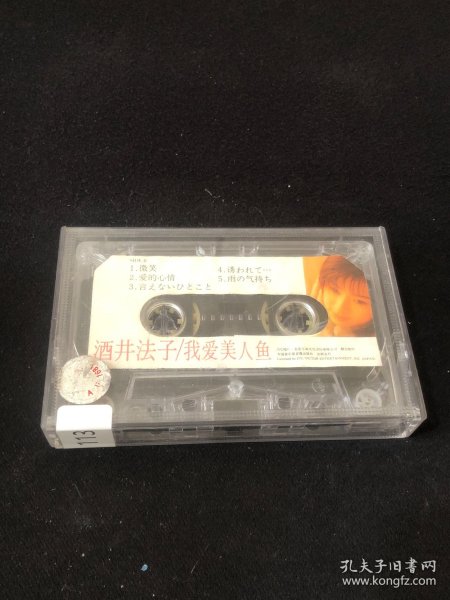 SIDE A
1.微笑
2.爱的心情
3.言えないひとこと
4.誘われて…
5.雨の气待ち
酒井法子/我爱美人鱼
113
孔夫子旧书网
www.kongfz.com